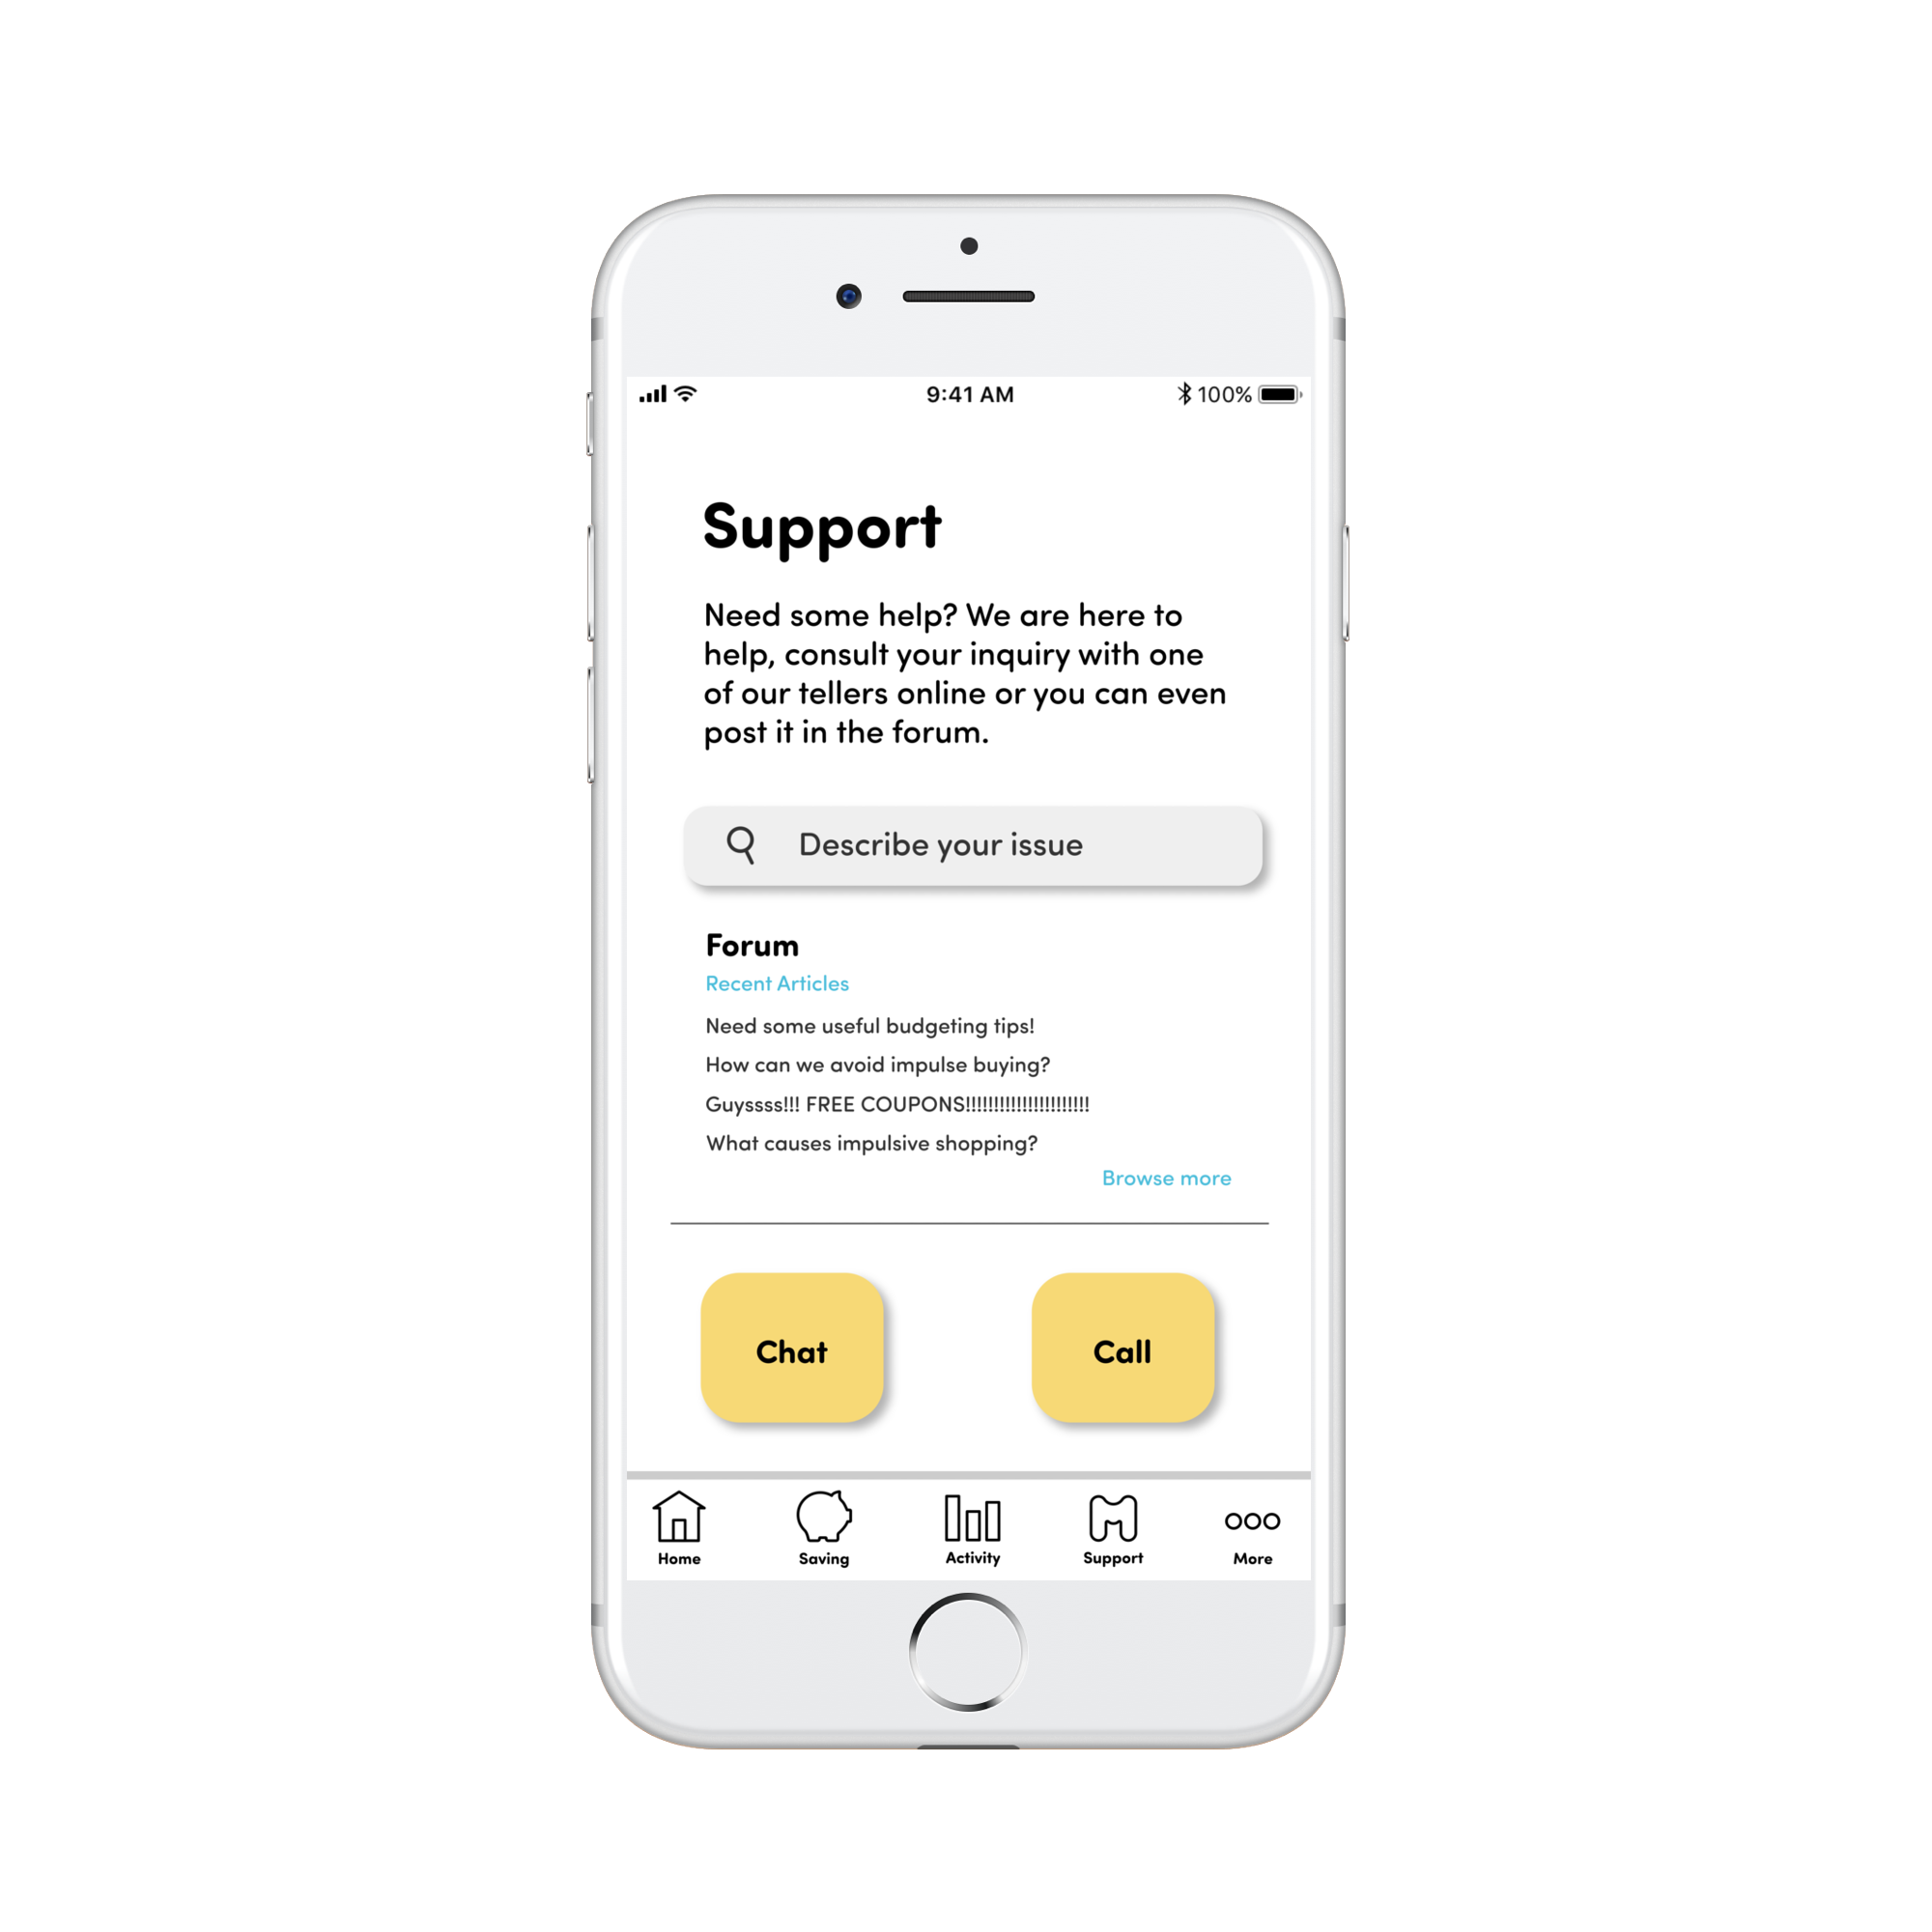 9:41 AM
100%
Support
Need some help? We are here to
help, consult your inquiry with one
of our tellers online or you can even
post it in the forum.
Describe your issue
Forum
Recent Articles
Need some useful budgeting tips!
How can we avoid impulse buying?
Guyssss!!! FREE COUPONS!!!!!!!!!!!!!!!!!!!!!!
What causes impulsive shopping?
Browse more
Chat
Call
Home
Saving
Activity
Support
More